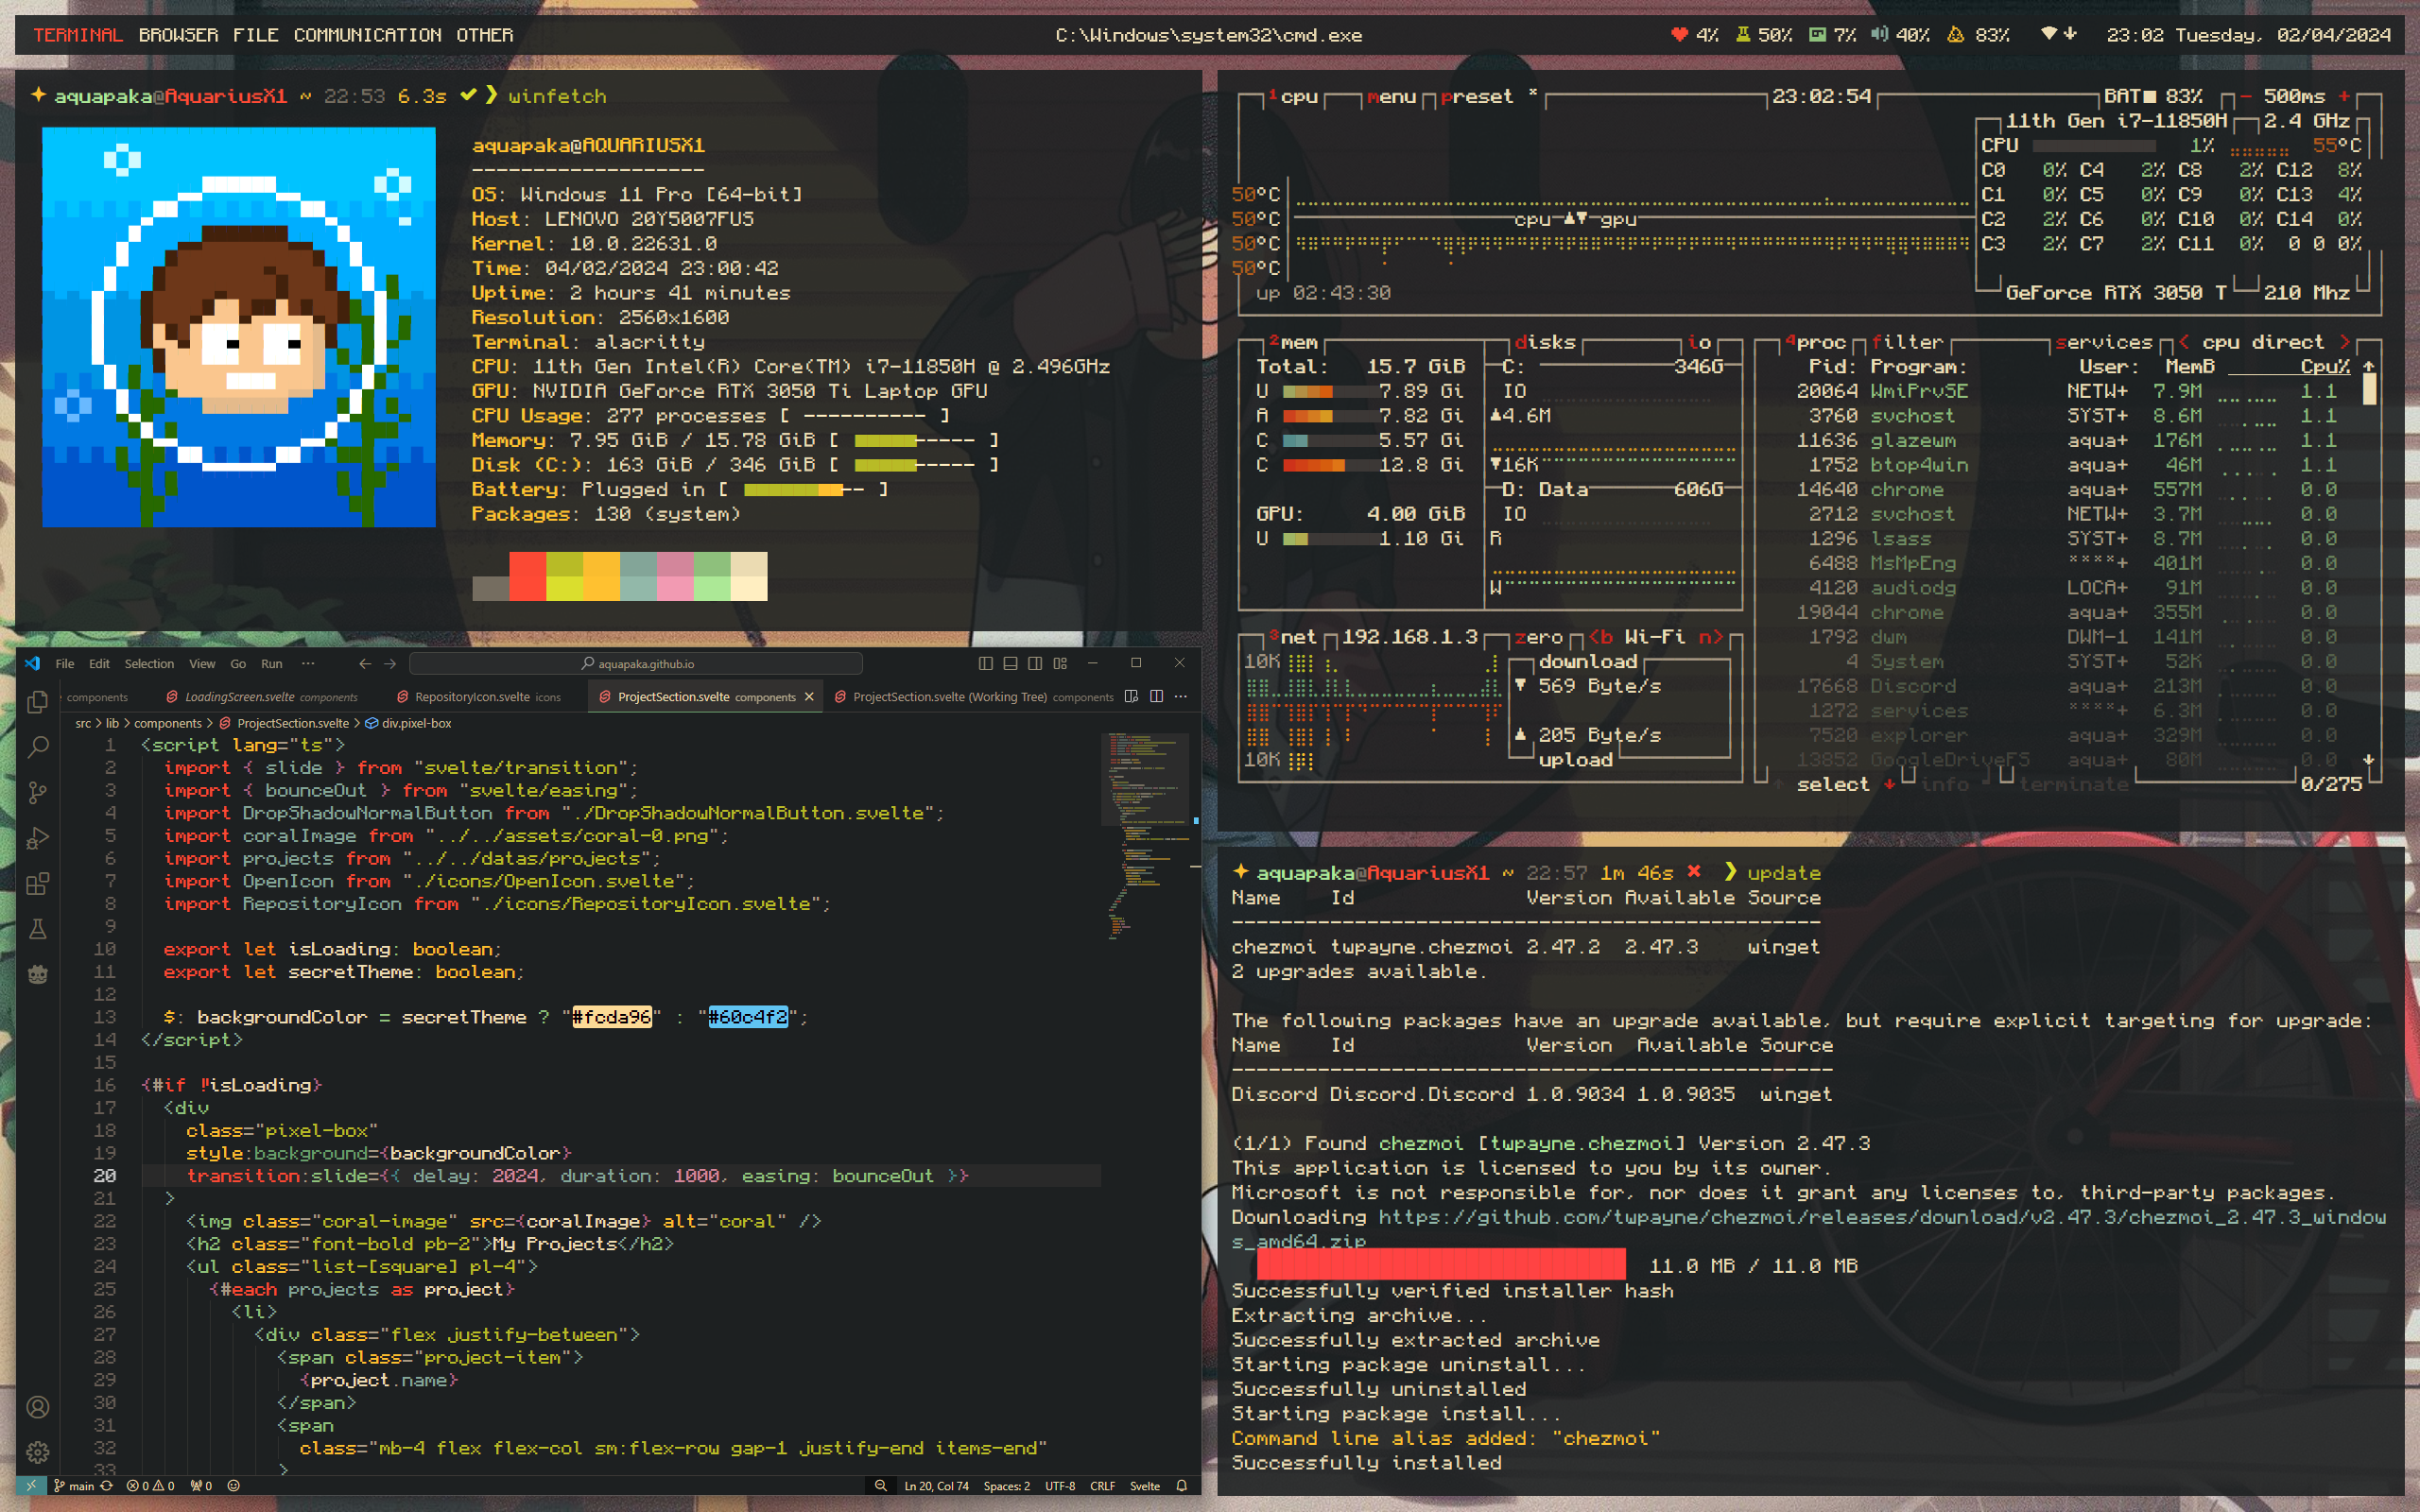 TERMINAL BROWSER FILE COMMUNICATION OTHER
C:\Windows\system32\cmd.exe
4% 50% 7% 40% 83% 23:02 Tuesday, 02/04/2024
aquapaka@AquariusX1 ~ 22:53 6.3s ✔ ❯ winfetch
aquapaka@AQUARIUSX1
-------------------
OS: Windows 11 Pro [64-bit]
Host: LENOVO 20Y5007FUS
Kernel: 10.0.22631.0
Time: 04/02/2024 23:00:42
Uptime: 2 hours 41 minutes
Resolution: 2560x1600
Terminal: alacritty
CPU: 11th Gen Intel(R) Core(TM) i7-11850H @ 2.496GHz
GPU: NVIDIA GeForce RTX 3050 Ti Laptop GPU
CPU Usage: 277 processes [ ---------- ]
Memory: 7.95 GiB / 15.78 GiB [ ----- ]
Disk (C:): 163 GiB / 346 GiB [ ----- ]
Battery: Plugged in [ -- ]
Packages: 130 (system)
1cpu menu preset * 23:02:54 BAT■ 83% - 500ms +
11th Gen i7-11850H 2.4 GHz
CPU 1% 55°C
C0 0% C4 2% C8 2% C12 8%
50°C C1 0% C5 0% C9 0% C13 4%
50°C cpu ▲▼ gpu C2 2% C6 0% C10 0% C14 0%
50°C C3 2% C7 2% C11 0% 0 0 0%
50°C
up 02:43:30 GeForce RTX 3050 T 210 Mhz
2mem
Total: 15.7 GiB
U 7.89 Gi
A 7.82 Gi
C 5.57 Gi
C 12.8 Gi
GPU: 4.00 GiB
U 1.10 Gi
disks io
C: 346G
IO
▲4.6M
▼16K
D: Data 606G
IO
R
W
3net 192.168.1.3 zero <b Wi-Fi n>
10K download
▼ 569 Byte/s
▲ 205 Byte/s
10K upload
4proc filter services < cpu direct >
Pid: Program: User: MemB Cpu% ↑
20064 WmiPrvSE NETW+ 7.9M 1.1
3760 svchost SYST+ 8.6M 1.1
11636 glazewm aqua+ 176M 1.1
1752 btop4win aqua+ 46M 1.1
14640 chrome aqua+ 557M 0.0
2712 svchost NETW+ 3.7M 0.0
1296 lsass SYST+ 8.7M 0.0
6488 MsMpEng ****+ 401M 0.0
4120 audiodg LOCA+ 91M 0.0
19044 chrome aqua+ 355M 0.0
1792 dwm DWM-1 141M 0.0
4 System SYST+ 52K 0.0
17668 Discord aqua+ 213M 0.0
1272 services ****+ 6.3M 0.0
7520 explorer aqua+ 329M 0.0
13852 GoogleDriveFS aqua+ 80M 0.0 ↓
↑ select ↓ info ↲ terminate 0/275
File Edit Selection View Go Run ··· ← → aquapaka.github.io
components LoadingScreen.svelte components RepositoryIcon.svelte icons ProjectSection.svelte components × ProjectSection.svelte (Working Tree) components ···
src > lib > components > ProjectSection.svelte > div.pixel-box
1 <script lang="ts">
2 import { slide } from "svelte/transition";
3 import { bounceOut } from "svelte/easing";
4 import DropShadowNormalButton from "./DropShadowNormalButton.svelte";
5 import coralImage from "../../assets/coral-0.png";
6 import projects from "../../datas/projects";
7 import OpenIcon from "./icons/OpenIcon.svelte";
8 import RepositoryIcon from "./icons/RepositoryIcon.svelte";
9
10 export let isLoading: boolean;
11 export let secretTheme: boolean;
12
13 $: backgroundColor = secretTheme ? "#fcda96" : "#60c4f2";
14 </script>
15
16 {#if !isLoading}
17 <div
18 class="pixel-box"
19 style:background={backgroundColor}
20 transition:slide={{ delay: 2024, duration: 1000, easing: bounceOut }}
21 >
22 <img class="coral-image" src={coralImage} alt="coral" />
23 <h2 class="font-bold pb-2">My Projects</h2>
24 <ul class="list-[square] pl-4">
25 {#each projects as project}
26 <li>
27 <div class="flex justify-between">
28 <span class="project-item">
29 {project.name}
30 </span>
31 <span
32 class="mb-4 flex flex-col sm:flex-row gap-1 justify-end items-end"
33 >
main 0 0 0 Ln 20, Col 74 Spaces: 2 UTF-8 CRLF Svelte
aquapaka@AquariusX1 ~ 22:57 1m 46s ✖ ❯ update
Name Id Version Available Source
------------------------------------------------
chezmoi twpayne.chezmoi 2.47.2 2.47.3 winget
2 upgrades available.
The following packages have an upgrade available, but require explicit targeting for upgrade:
Name Id Version Available Source
-------------------------------------------------
Discord Discord.Discord 1.0.9034 1.0.9035 winget
(1/1) Found chezmoi [twpayne.chezmoi] Version 2.47.3
This application is licensed to you by its owner.
Microsoft is not responsible for, nor does it grant any licenses to, third-party packages.
Downloading https://github.com/twpayne/chezmoi/releases/download/v2.47.3/chezmoi_2.47.3_window
s_amd64.zip
11.0 MB / 11.0 MB
Successfully verified installer hash
Extracting archive...
Successfully extracted archive
Starting package uninstall...
Successfully uninstalled
Starting package install...
Command line alias added: "chezmoi"
Successfully installed